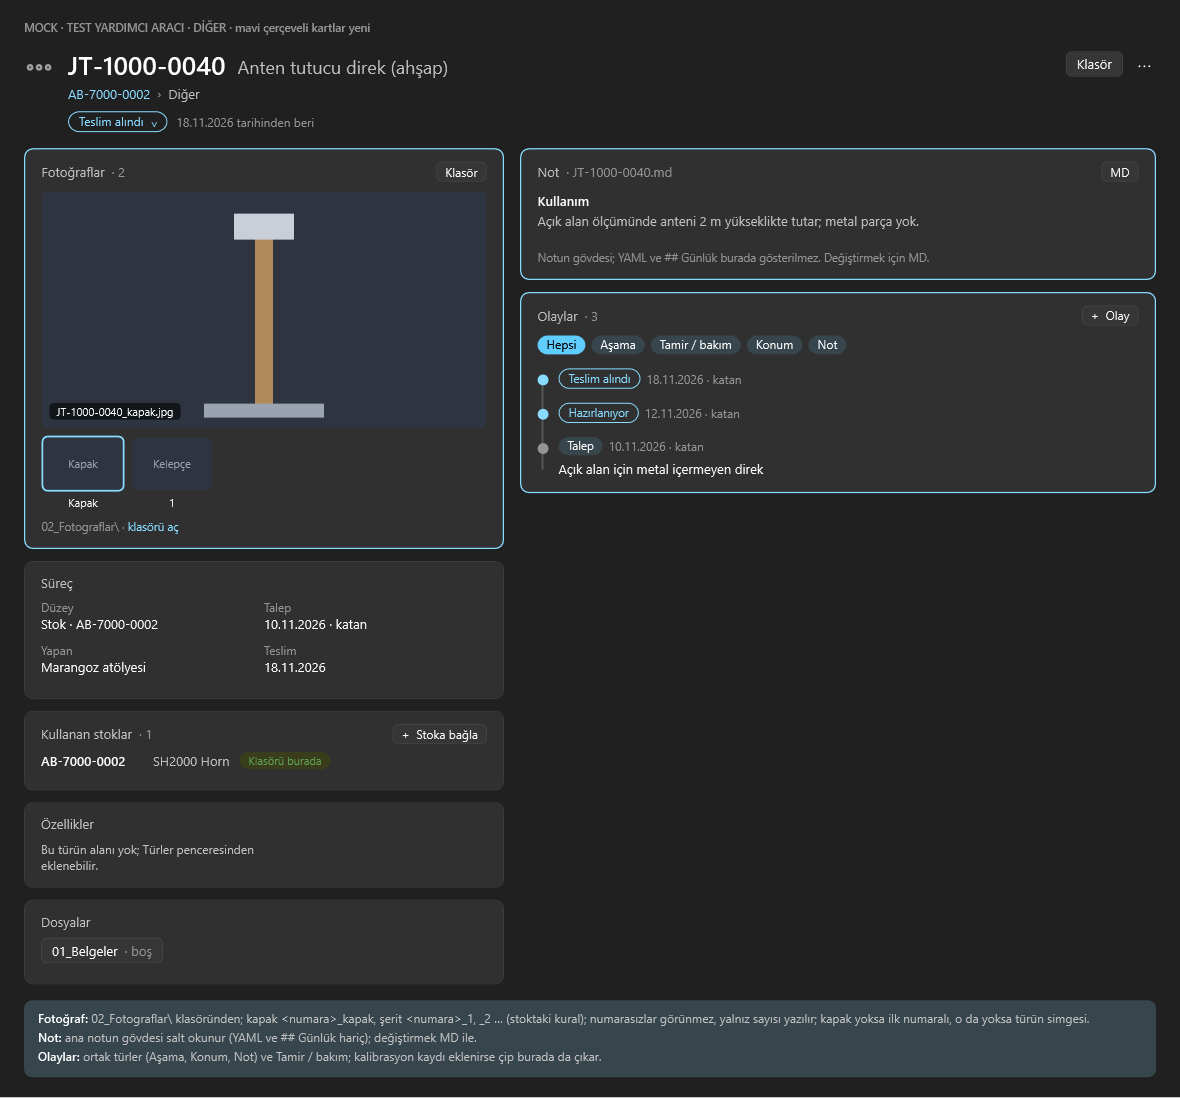 MOCK · TEST YARDIMCI ARACI · DİĞER · mavi çerçeveli kartlar yeni
JT-1000-0040 Anten tutucu direk (ahşap)
Klasör ...
AB-7000-0002 › Diğer
Teslim alındı v 18.11.2026 tarihinden beri
Fotoğraflar · 2
Klasör
JT-1000-0040_kapak.jpg
Kapak
Kelepçe
Kapak
1
02_Fotograflar\ · klasörü aç
Süreç
Düzey
Stok · AB-7000-0002
Talep
10.11.2026 · katan
Yapan
Marangoz atölyesi
Teslim
18.11.2026
Kullanan stoklar · 1
+ Stoka bağla
AB-7000-0002 SH2000 Horn Klasörü burada
Özellikler
Bu türün alanı yok; Türler penceresinden
eklenebilir.
Dosyalar
01_Belgeler · boş
Not · JT-1000-0040.md
MD
Kullanım
Açık alan ölçümünde anteni 2 m yükseklikte tutar; metal parça yok.
Notun gövdesi; YAML ve ## Günlük burada gösterilmez. Değiştirmek için MD.
Olaylar · 3
+ Olay
Hepsi Aşama Tamir / bakım Konum Not
Teslim alındı 18.11.2026 · katan
Hazırlanıyor 12.11.2026 · katan
Talep 10.11.2026 · katan
Açık alan için metal içermeyen direk
Fotoğraf: 02_Fotograflar\ klasöründen; kapak <numara>_kapak, şerit <numara>_1, _2 ... (stoktaki kural); numarasızlar görünmez, yalnız sayısı yazılır; kapak yoksa ilk numaralı, o da yoksa türün simgesi.
Not: ana notun gövdesi salt okunur (YAML ve ## Günlük hariç); değiştirmek MD ile.
Olaylar: ortak türler (Aşama, Konum, Not) ve Tamir / bakım; kalibrasyon kaydı eklenirse çip burada da çıkar.